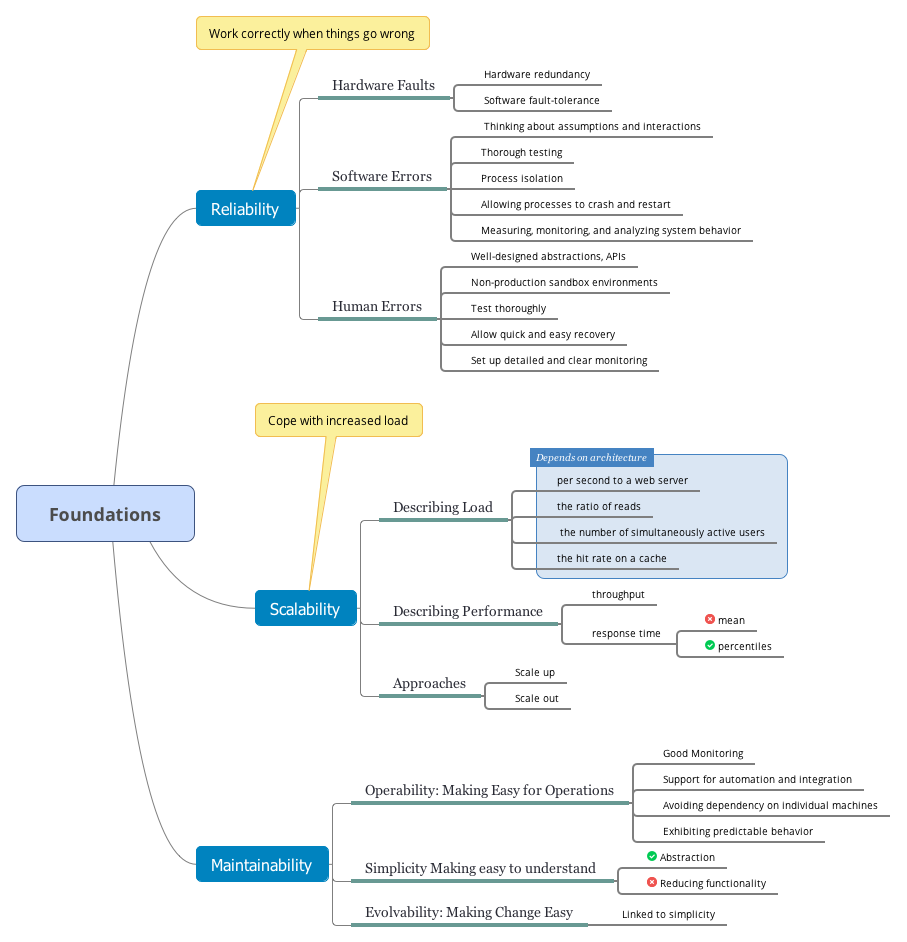 Work correctly when things go wrong
Hardware Faults
Hardware redundancy
Software fault-tolerance
Software Errors
Thinking about assumptions and interactions
Thorough testing
Process isolation
Allowing processes to crash and restart
Measuring, monitoring, and analyzing system behavior
Reliability
Human Errors
Well-designed abstractions, APIs
Non-production sandbox environments
Test thoroughly
Allow quick and easy recovery
Set up detailed and clear monitoring
Cope with increased load
Foundations
Scalability
Describing Load
Depends on architecture
per second to a web server
the ratio of reads
the number of simultaneously active users
the hit rate on a cache
Describing Performance
throughput
response time
mean
percentiles
Approaches
Scale up
Scale out
Maintainability
Operability: Making Easy for Operations
Good Monitoring
Support for automation and integration
Avoiding dependency on individual machines
Exhibiting predictable behavior
Simplicity Making easy to understand
Abstraction
Reducing functionality
Evolvability: Making Change Easy
Linked to simplicity